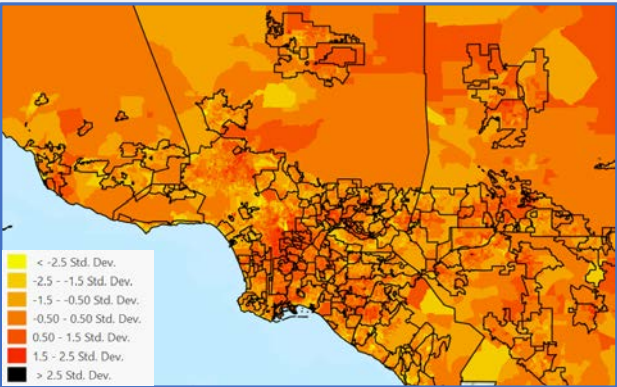 < -2.5 Std. Dev.
-2.5 - -1.5 Std. Dev.
-1.5 - -0.50 Std. Dev.
-0.50 - 0.50 Std. Dev.
0.50 - 1.5 Std. Dev.
1.5 - 2.5 Std. Dev.
> 2.5 Std. Dev.